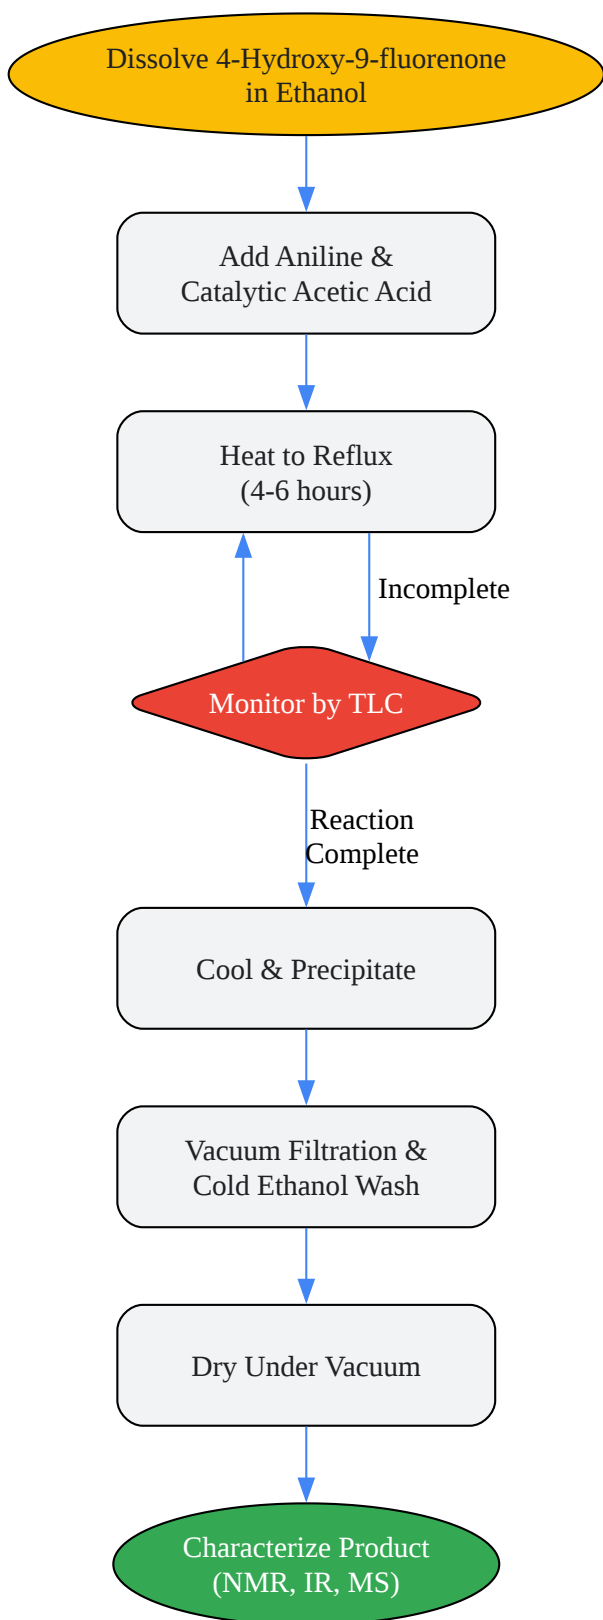 Dissolve 4-Hydroxy-9-fluorenone
in Ethanol
Add Aniline &
Catalytic Acetic Acid
Heat to Reflux
(4-6 hours)
Incomplete
Monitor by TLC
Reaction
Complete
Cool & Precipitate
Vacuum Filtration &
Cold Ethanol Wash
Dry Under Vacuum
Characterize Product
(NMR, IR, MS)